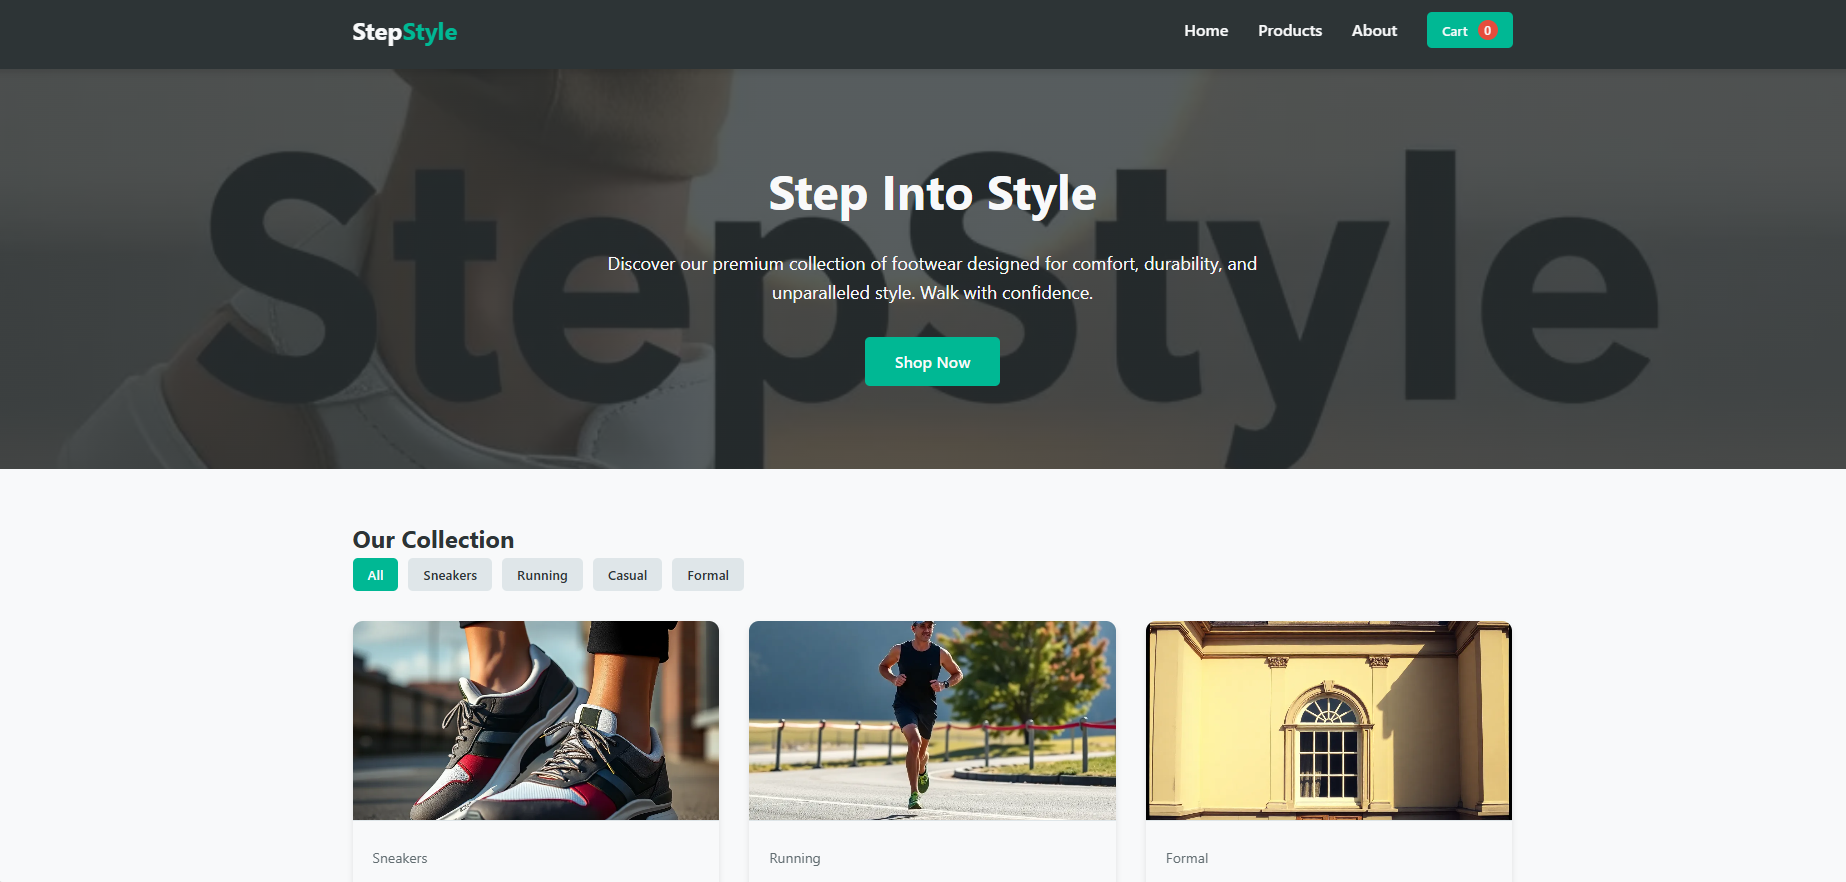 StepStyle
Home Products About Cart 0
StepStyle
Step Into Style
Discover our premium collection of footwear designed for comfort, durability, and
unparalleled style. Walk with confidence.
Shop Now
Our Collection
All Sneakers Running Casual Formal
Sneakers
Running
Formal